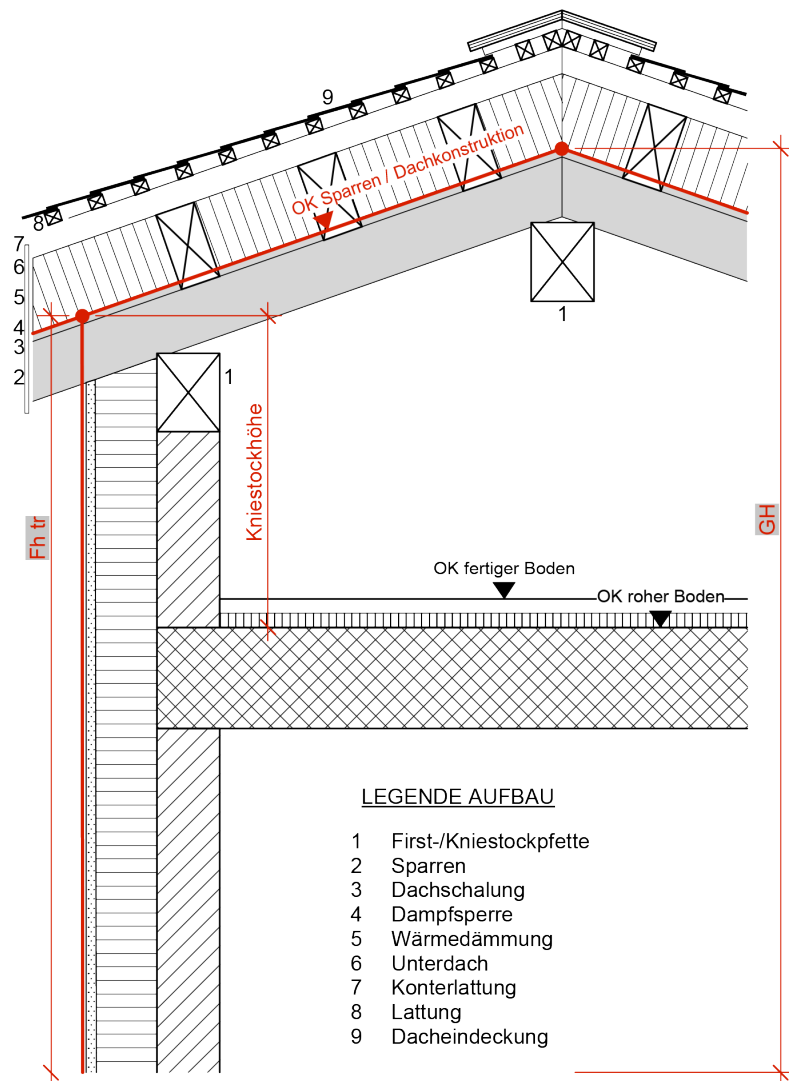 9
OK Sparren / Dachkonstruktion
8
7
6
5
4
3
2
1
1
Kniestockhöhe
Fh tr
GH
OK fertiger Boden
OK roher Boden
LEGENDE AUFBAU
1 First-/Kniestockpfette
2 Sparren
3 Dachschalung
4 Dampfsperre
5 Wärmedämmung
6 Unterdach
7 Konterlattung
8 Lattung
9 Dacheindeckung